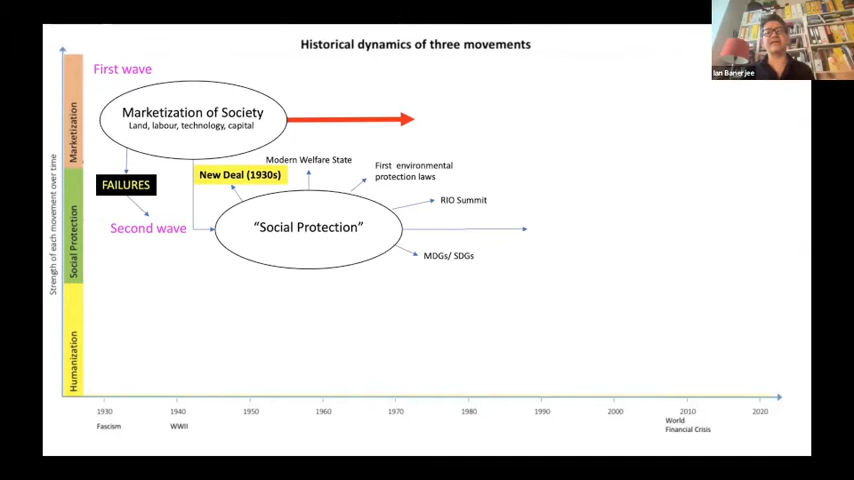 Historical dynamics of three movements
Ian Banerjee
First wave
Marketization of Society
Land, labour, technology, capital
Modern Welfare State
First environmental
protection laws
New Deal (1930s)
FAILURES
RIO Summit
Second wave
“Social Protection”
MDGs/ SDGs
Strength of each movement over time
Marketization
Social Protection
Humanization
1930 1940 1950 1960 1970 1980 1990 2000 2010 2020
Fascism WWII World
Financial Crisis